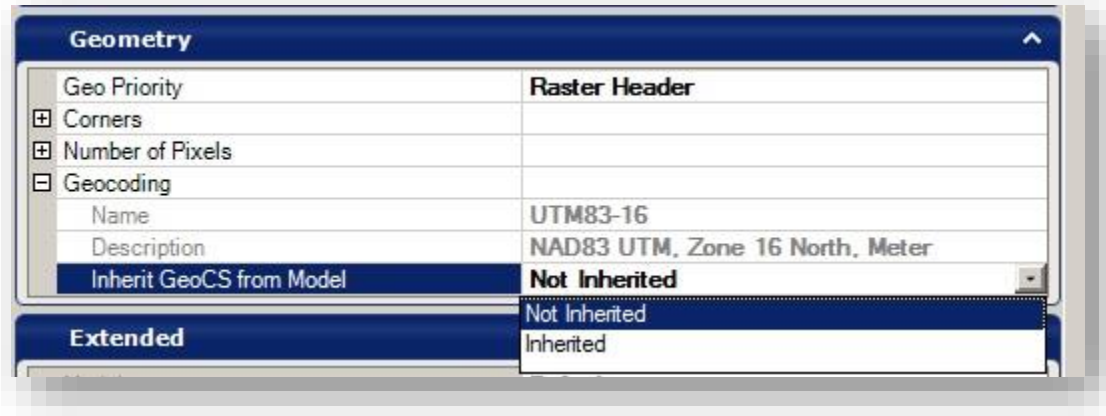 Geometry
Geo Priority Raster Header
Corners
Number of Pixels
Geocoding
Name UTM83-16
Description NAD83 UTM, Zone 16 North, Meter
Inherit GeoCS from Model Not Inherited
Not Inherited
Inherited
Extended